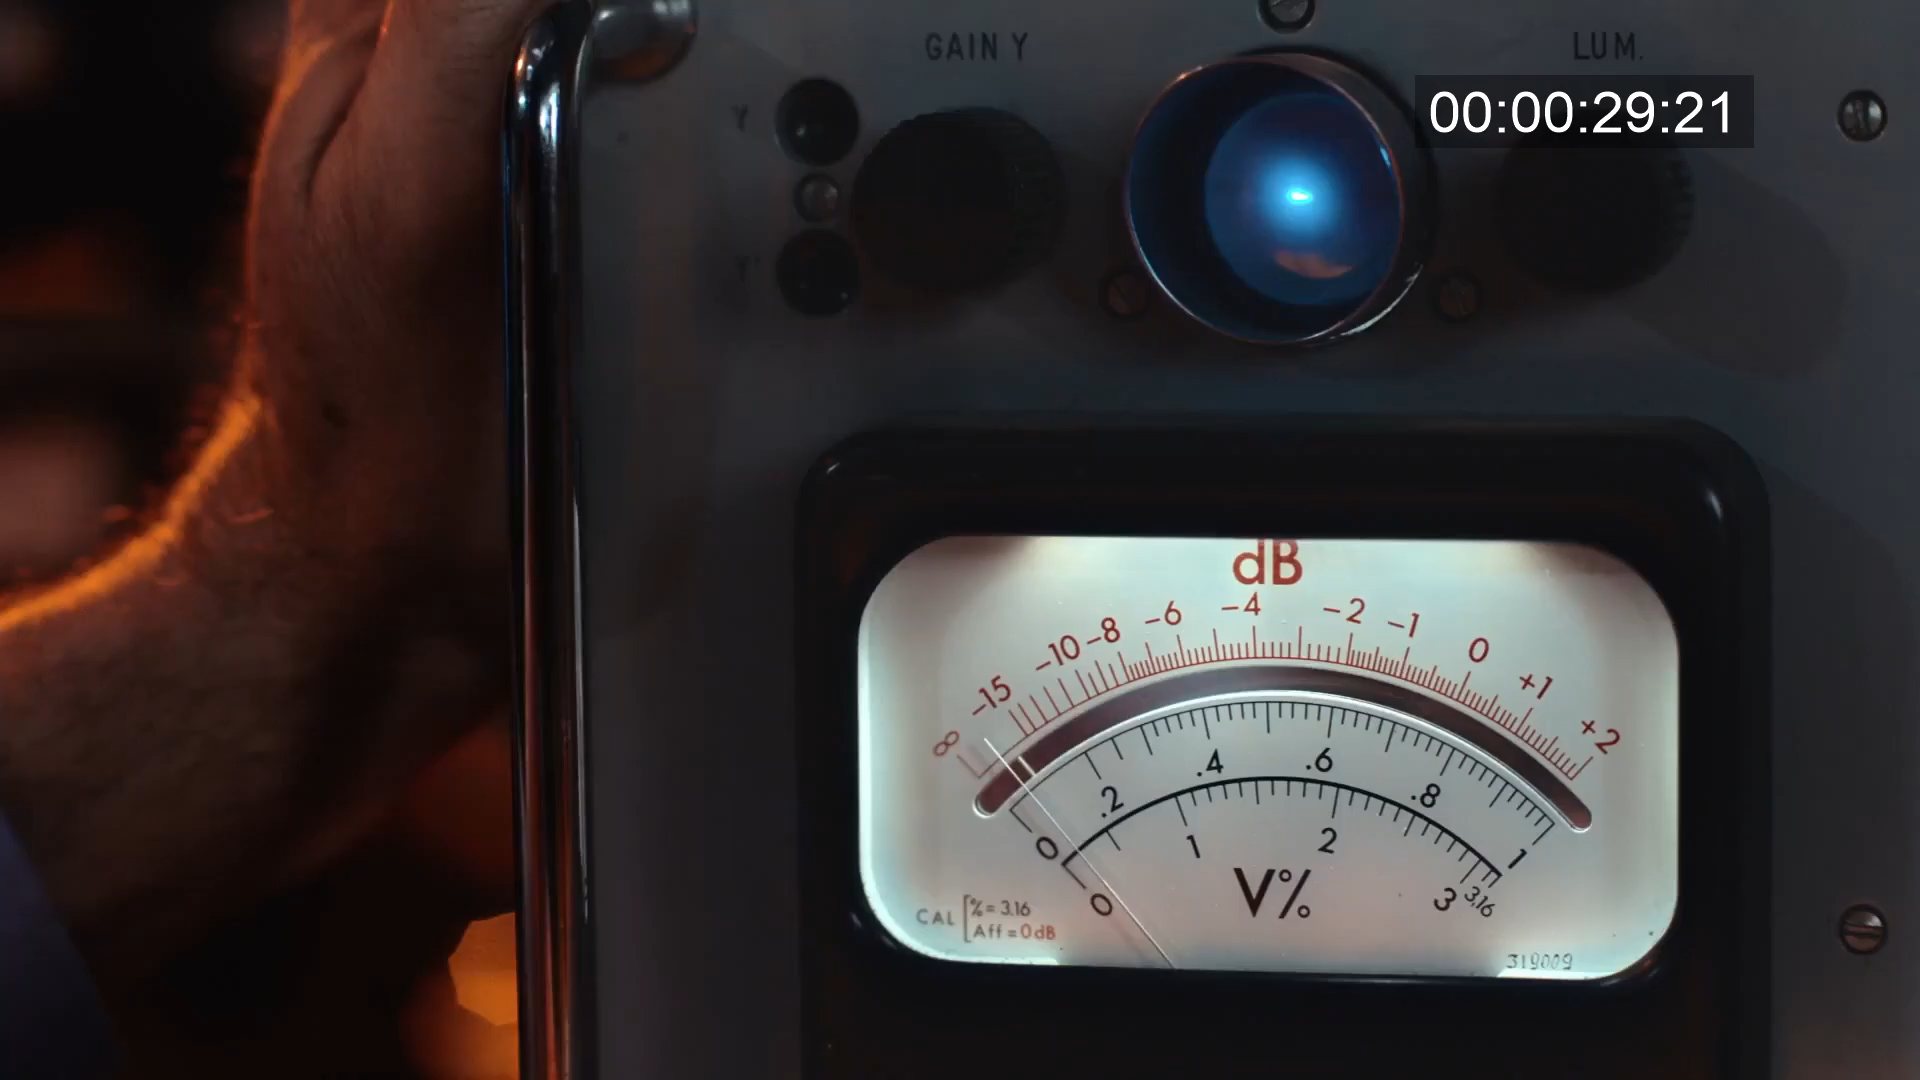 GAIN Y
LUM.
00:00:29:21
Y
Y'
dB
∞ -15 -10 -8 -6 -4 -2 -1 0 +1 +2
0 .2 .4 .6 .8 1
0 1 2 3 3,16
V%
CAL [% = 3.16
Aff = 0 dB
319009